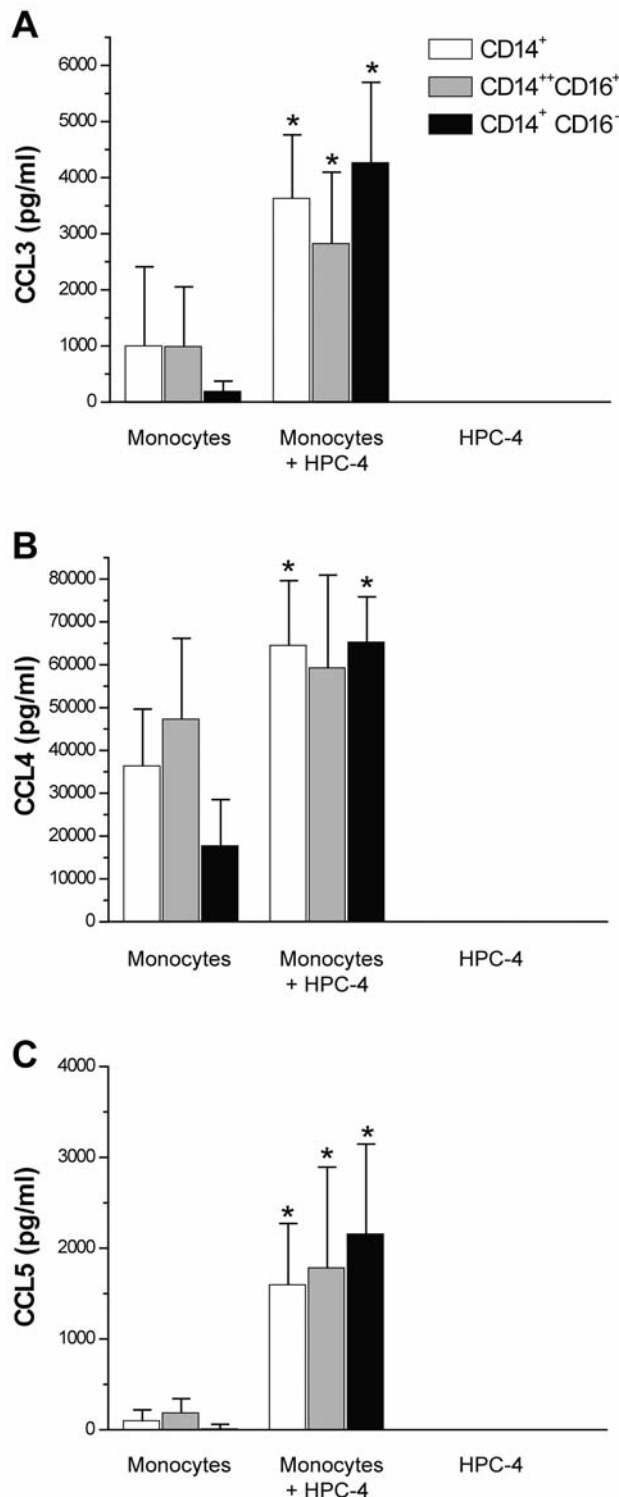 A
CD14+
CD14++CD16+
CD14+ CD16-
CCL3 (pg/ml)
6000
5000
4000
3000
2000
1000
0
* * *
Monocytes
Monocytes
+ HPC-4
HPC-4
B
CCL4 (pg/ml)
80000
70000
60000
50000
40000
30000
20000
10000
0
* *
Monocytes
Monocytes
+ HPC-4
HPC-4
C
CCL5 (pg/ml)
4000
3000
2000
1000
0
* * *
Monocytes
Monocytes
+ HPC-4
HPC-4